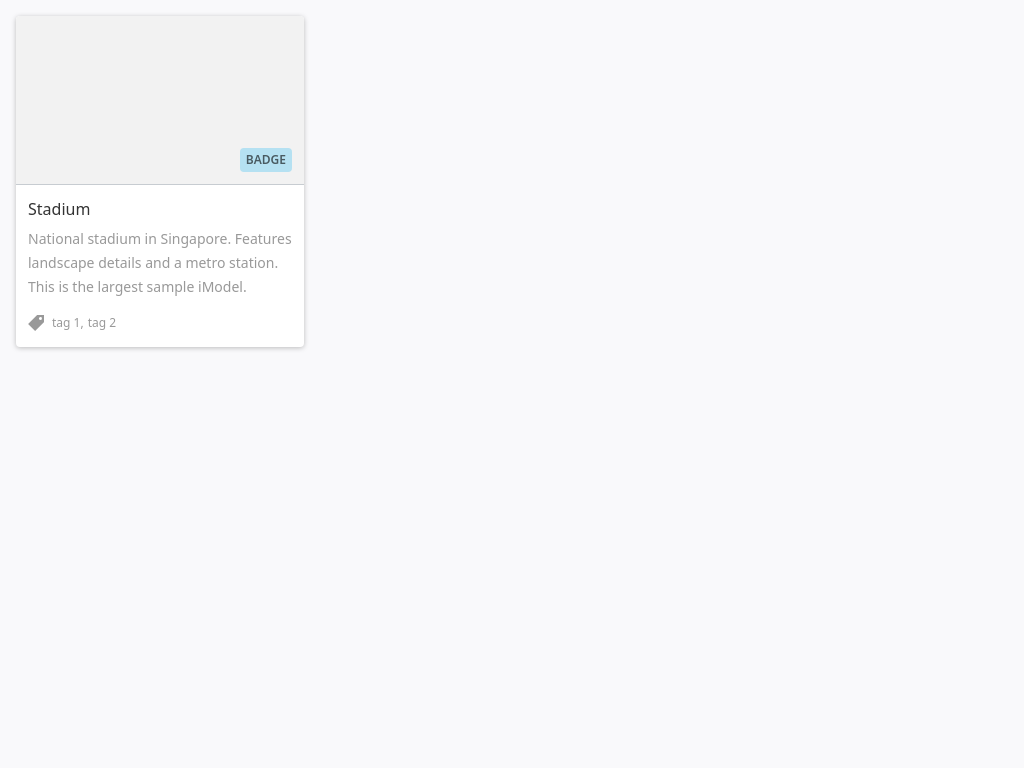 BADGE
Stadium
National stadium in Singapore. Features
landscape details and a metro station.
This is the largest sample iModel.
tag 1, tag 2